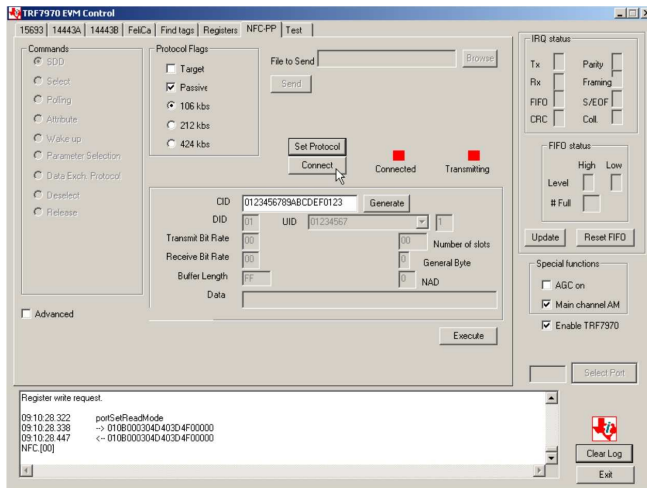 TRF7970 EVM Control
15693 14443A 14443B FeliCa Find tags Registers NFC-PP Test
Commands
SDD
Select
Polling
Attribute
Wake up
Parameter Selection
Data Exch. Protocol
Deselect
Release
Advanced
Protocol Flags
Target
Passive
106 kbs
212 kbs
424 kbs
File to Send
Browse
Send
Set Protocol
Connect
Connected
Transmitting
CID 0123456789ABCDEF0123 Generate
DID 01 UID 01234567 1
Transmit Bit Rate 00 00 Number of slots
Receive Bit Rate 00 0 General Byte
Buffer Length FF 0 NAD
Data
Execute
IRQ status
Tx Parity
Rx Framing
FIFO S/EOF
CRC Coll.
FIFO status
High Low
Level
# Full
Update Reset FIFO
Special functions
AGC on
Main channel AM
Enable TRF7970
Select Port
Register write request.
09:10:28.322 portSetReadMode
09:10:28.338 --> 010B000304D403D4F00000
09:10:28.447 <-- 010B000304D403D4F00000
NFC.[00]
Clear Log
Exit